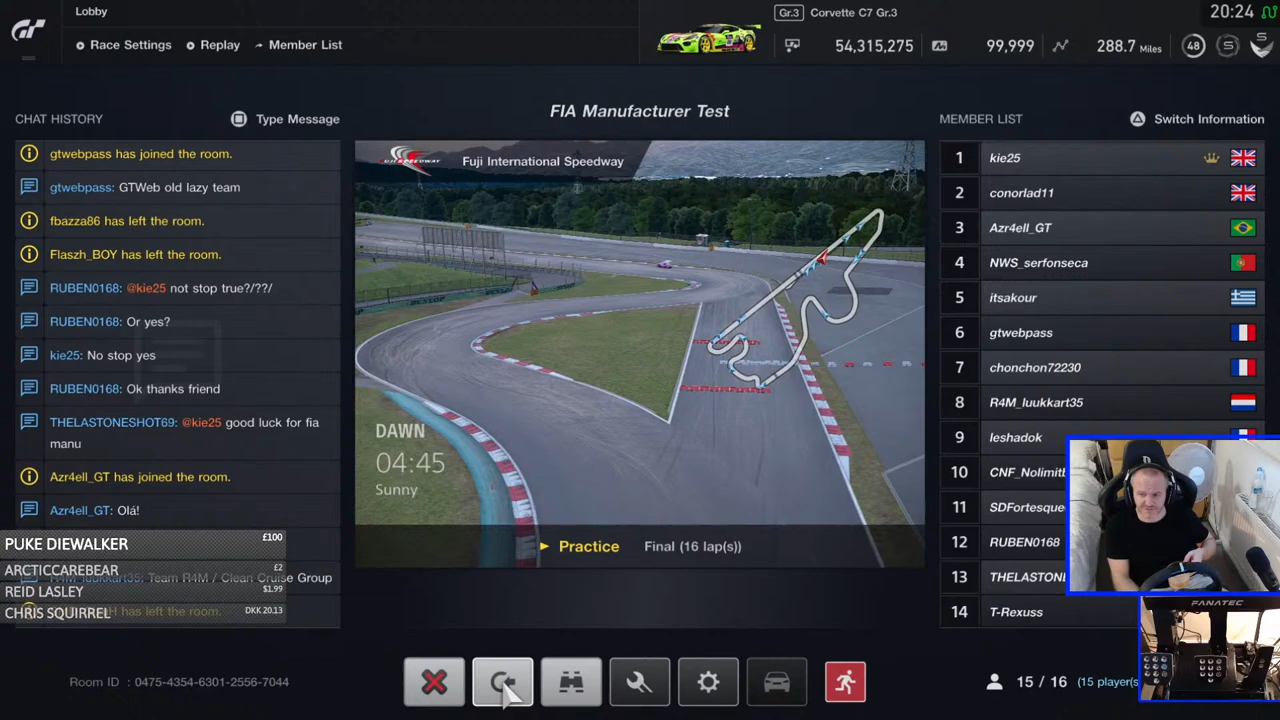 Lobby
Race Settings
Replay
Member List
Gr.3
Corvette C7 Gr.3
20:24
54,315,275
99,999
288.7 Miles
48
S
S
CHAT HISTORY
Type Message
gtwebpass has joined the room.
gtwebpass: GTWeb old lazy team
fbazza86 has left the room.
Flaszh_BOY has left the room.
RUBEN0168: @kie25 not stop true?/??/
RUBEN0168: Or yes?
kie25: No stop yes
RUBEN0168: Ok thanks friend
THELASTONESHOT69: @kie25 good luck for fia
manu
Azr4ell_GT has joined the room.
Azr4ell_GT: Olá!
R4M_luukkart35: Team R4M / Clean Cruise Group
has left the room.
PUKE DIEWALKER £100
ARCTICCAREBEAR £2
REID LASLEY $1.99
CHRIS SQUIRREL DKK 20.13
FIA Manufacturer Test
FUJI SPEEDWAY
Fuji International Speedway
DUNLOP
DAWN
04:45
Sunny
Practice
Final (16 lap(s))
MEMBER LIST
Switch Information
1 kie25
2 conorlad11
3 Azr4ell_GT
4 NWS_serfonseca
5 itsakour
6 gtwebpass
7 chonchon72230
8 R4M_luukkart35
9 leshadok
10 CNF_Nolimit
11 SDFortesque
12 RUBEN0168
13 THELASTON
14 T-Rexuss
FANATEC
Room ID : 0475-4354-6301-2556-7044
15 / 16 (15 player(s